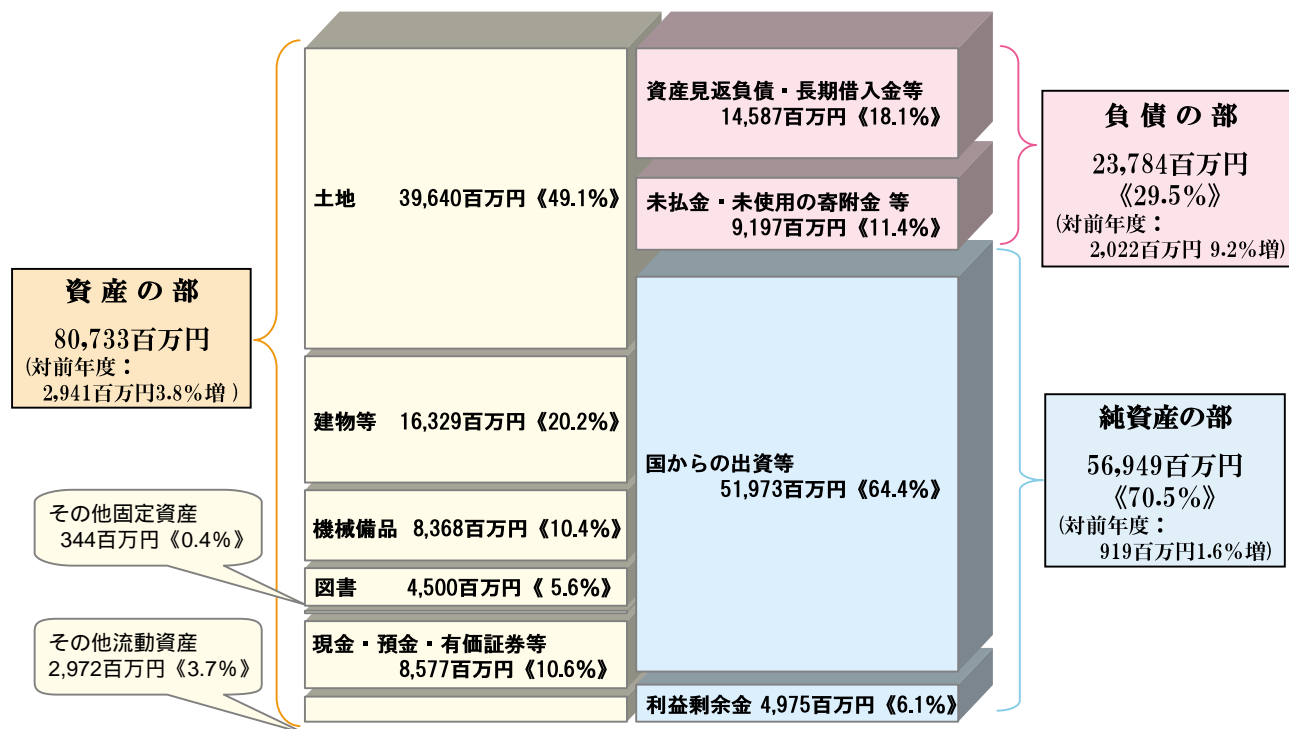 資産の部
80,733百万円
(対前年度：
2,941百万円3.8%増 )
土地 39,640百万円《49.1%》
建物等 16,329百万円《20.2%》
機械備品 8,368百万円《10.4%》
図書 4,500百万円《 5.6%》
その他固定資産
344百万円《0.4%》
現金・預金・有価証券等
8,577百万円《10.6%》
その他流動資産
2,972百万円《3.7%》
資産見返負債・長期借入金等
14,587百万円《18.1%》
未払金・未使用の寄附金 等
9,197百万円《11.4%》
国からの出資等
51,973百万円《64.4%》
利益剰余金 4,975百万円《6.1%》
負債の部
23,784百万円
《29.5%》
(対前年度：
2,022百万円 9.2%増)
純資産の部
56,949百万円
《70.5%》
(対前年度：
919百万円1.6%増)